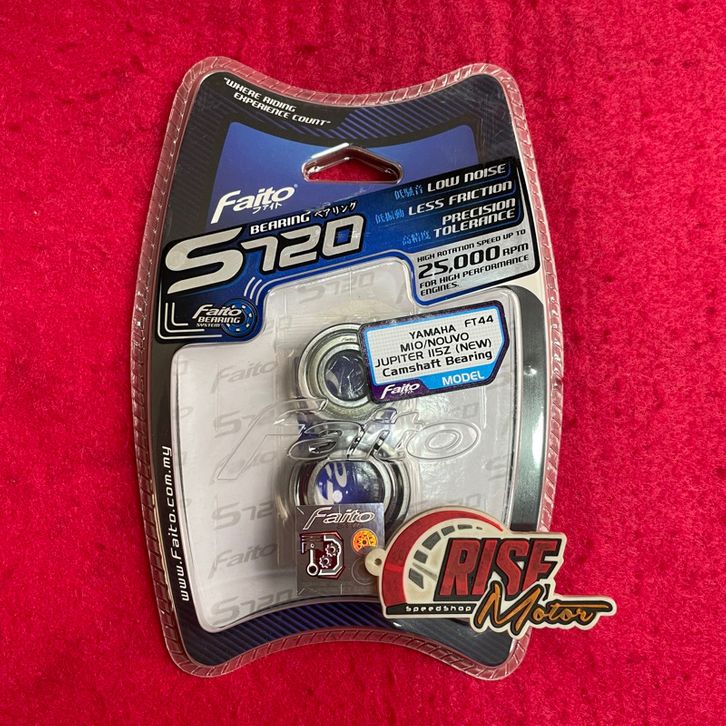 "WHERE RIDING
EXPERIENCE COUNT"
Faito®
ファイト
BEARING ベアリング
S720
Faito
BEARING
SYSTEM
低騒音 LOW NOISE
低振動 LESS FRICTION
高精度 PRECISION
TOLERANCE
HIGH ROTATION SPEED UP TO
25,000 RPM
FOR HIGH PERFORMANCE
ENGINES.
YAMAHA FT44
MIO/NOUVO
JUPITER 115Z (NEW)
Camshaft Bearing
Faito
MODEL
Faito
Faito
www.Faito.com.my
RISE
SpeedShop
Motor